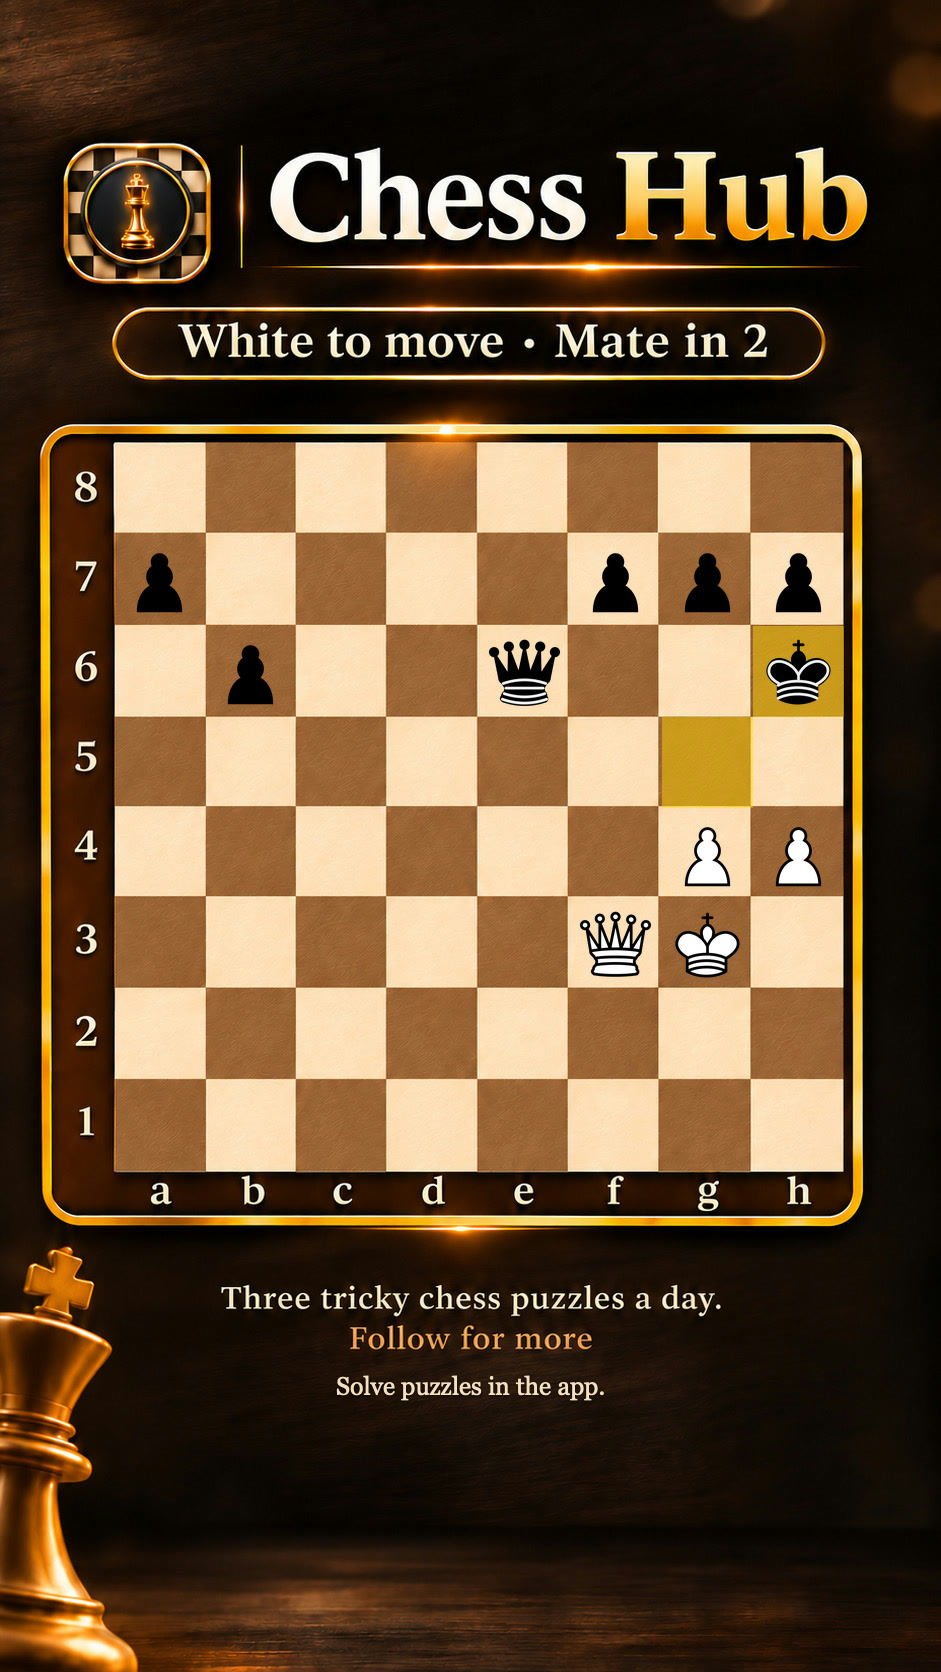 Chess Hub
White to move • Mate in 2
8
7
6
5
4
3
2
1
a b c d e f g h
Three tricky chess puzzles a day.
Follow for more
Solve puzzles in the app.